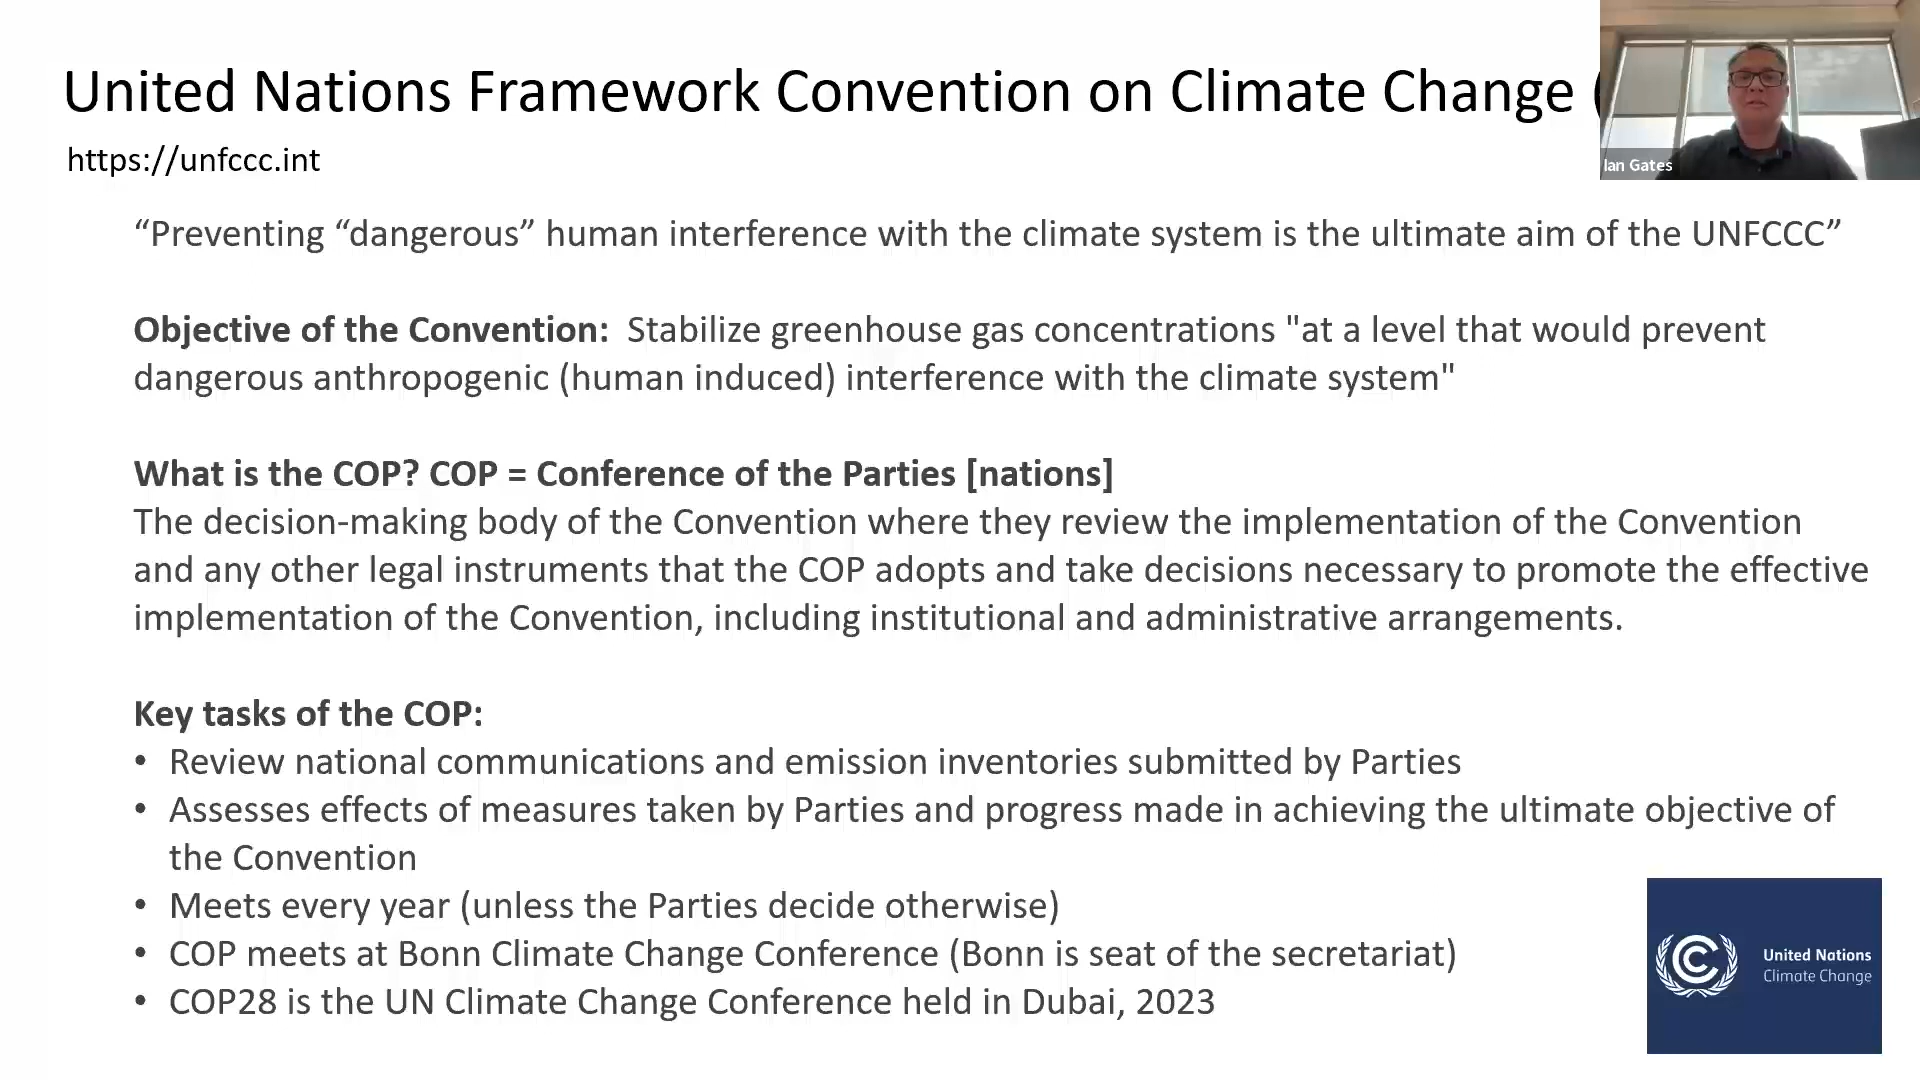 United Nations Framework Convention on Climate Change (
https://unfccc.int
Ian Gates
“Preventing “dangerous” human interference with the climate system is the ultimate aim of the UNFCCC”
Objective of the Convention: Stabilize greenhouse gas concentrations "at a level that would prevent
dangerous anthropogenic (human induced) interference with the climate system"
What is the COP? COP = Conference of the Parties [nations]
The decision-making body of the Convention where they review the implementation of the Convention
and any other legal instruments that the COP adopts and take decisions necessary to promote the effective
implementation of the Convention, including institutional and administrative arrangements.
Key tasks of the COP:
• Review national communications and emission inventories submitted by Parties
• Assesses effects of measures taken by Parties and progress made in achieving the ultimate objective of
the Convention
• Meets every year (unless the Parties decide otherwise)
• COP meets at Bonn Climate Change Conference (Bonn is seat of the secretariat)
• COP28 is the UN Climate Change Conference held in Dubai, 2023
United Nations
Climate Change